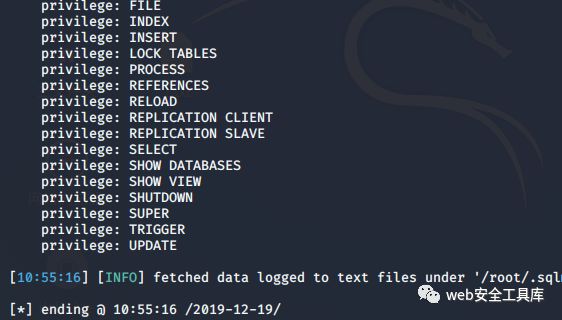 privilege: FILE
privilege: INDEX
privilege: INSERT
privilege: LOCK TABLES
privilege: PROCESS
privilege: REFERENCES
privilege: RELOAD
privilege: REPLICATION CLIENT
privilege: REPLICATION SLAVE
privilege: SELECT
privilege: SHOW DATABASES
privilege: SHOW VIEW
privilege: SHUTDOWN
privilege: SUPER
privilege: TRIGGER
privilege: UPDATE
[10:55:16] [INFO] fetched data logged to text files under '/root/.sqlm
web安全工具库
[*] ending @ 10:55:16 /2019-12-19/